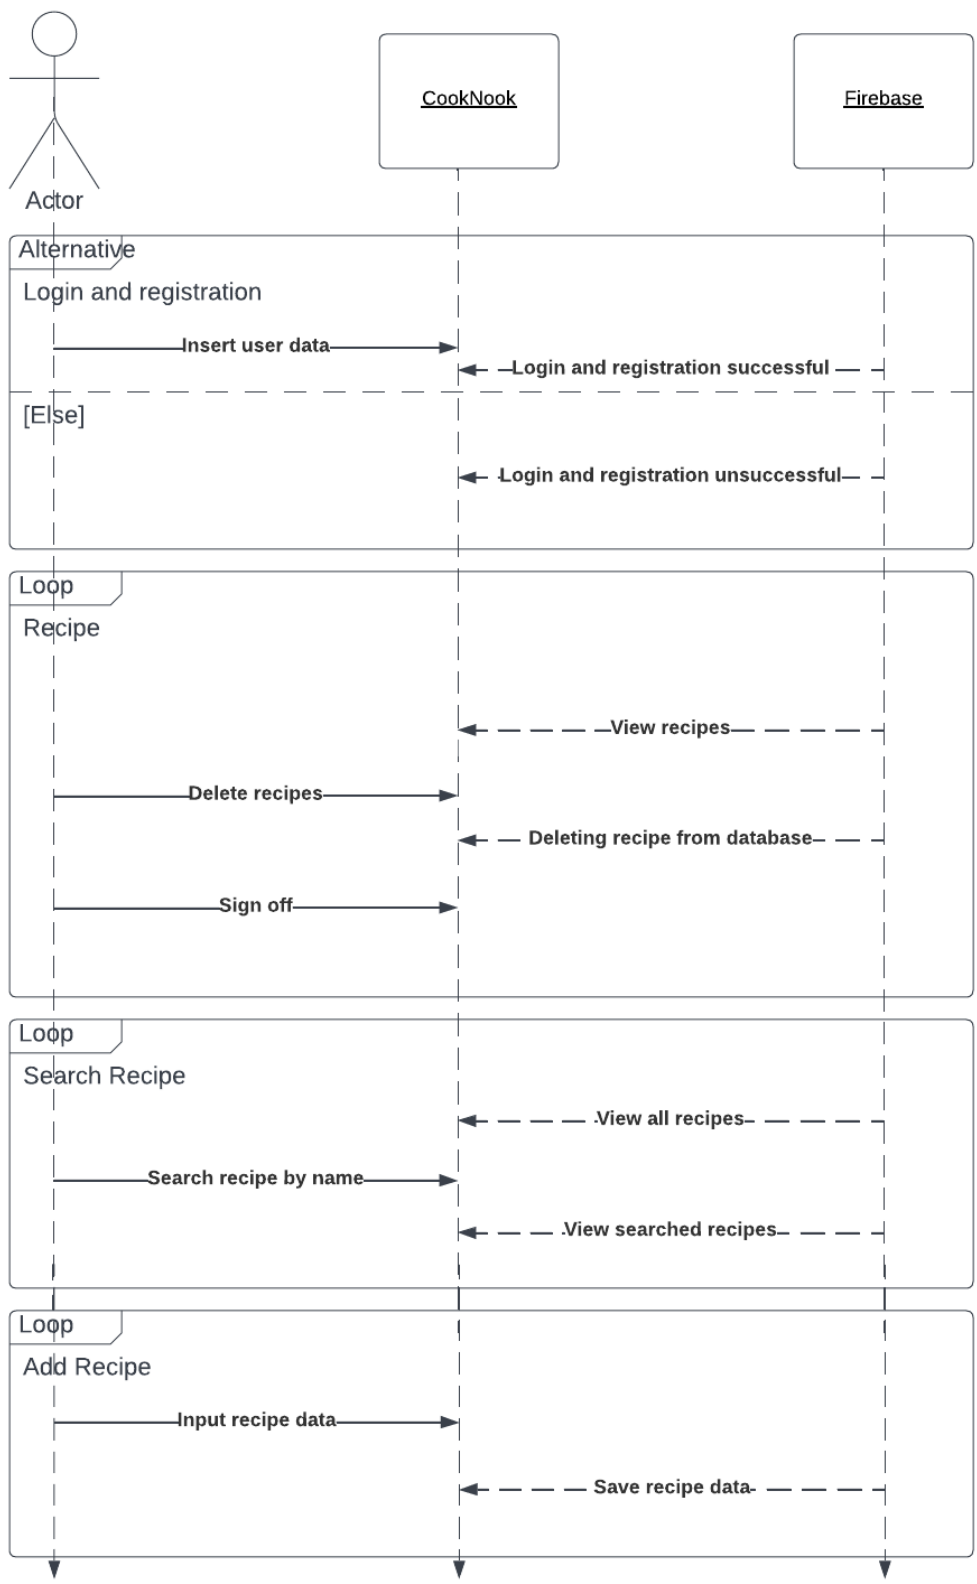 Actor
CookNook
Firebase
Alternative
Login and registration
Insert user data
Login and registration successful
[Else]
Login and registration unsuccessful
Loop
Recipe
View recipes
Delete recipes
Deleting recipe from database
Sign off
Loop
Search Recipe
View all recipes
Search recipe by name
View searched recipes
Loop
Add Recipe
Input recipe data
Save recipe data